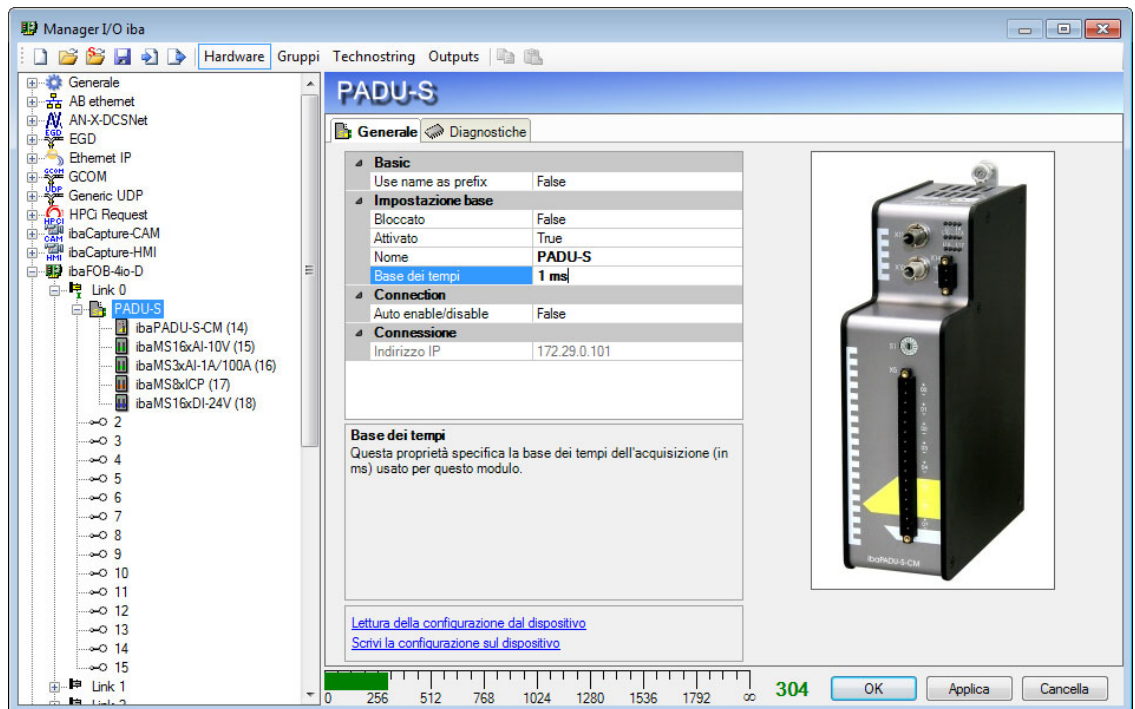 Manager I/O iba
Hardware Gruppi Technostring Outputs
Generale
AB ethernet
AN-X-DCSNet
EGD
Ethernet IP
GCOM
Generic UDP
HPCi Request
ibaCapture-CAM
ibaCapture-HMI
ibaFOB-4io-D
Link 0
PADU-S
ibaPADU-S-CM (14)
ibaMS16xAI-10V (15)
ibaMS3xAI-1A/100A (16)
ibaMS8xICP (17)
ibaMS16xDI-24V (18)
2
3
4
5
6
7
8
9
10
11
12
13
14
15
Link 1
PADU-S
Generale Diagnostiche
Basic
Use name as prefix False
Impostazione base
Bloccato False
Attivato True
Nome PADU-S
Base dei tempi 1 ms
Connection
Auto enable/disable False
Connessione
Indirizzo IP 172.29.0.101
Base dei tempi
Questa proprietà specifica la base dei tempi dell'acquisizione (in
ms) usato per questo modulo.
Lettura della configurazione dal dispositivo
Scrivi la configurazione sul dispositivo
ibaPADU-S-CM
0 256 512 768 1024 1280 1536 1792 ∞ 304 OK Applica Cancella